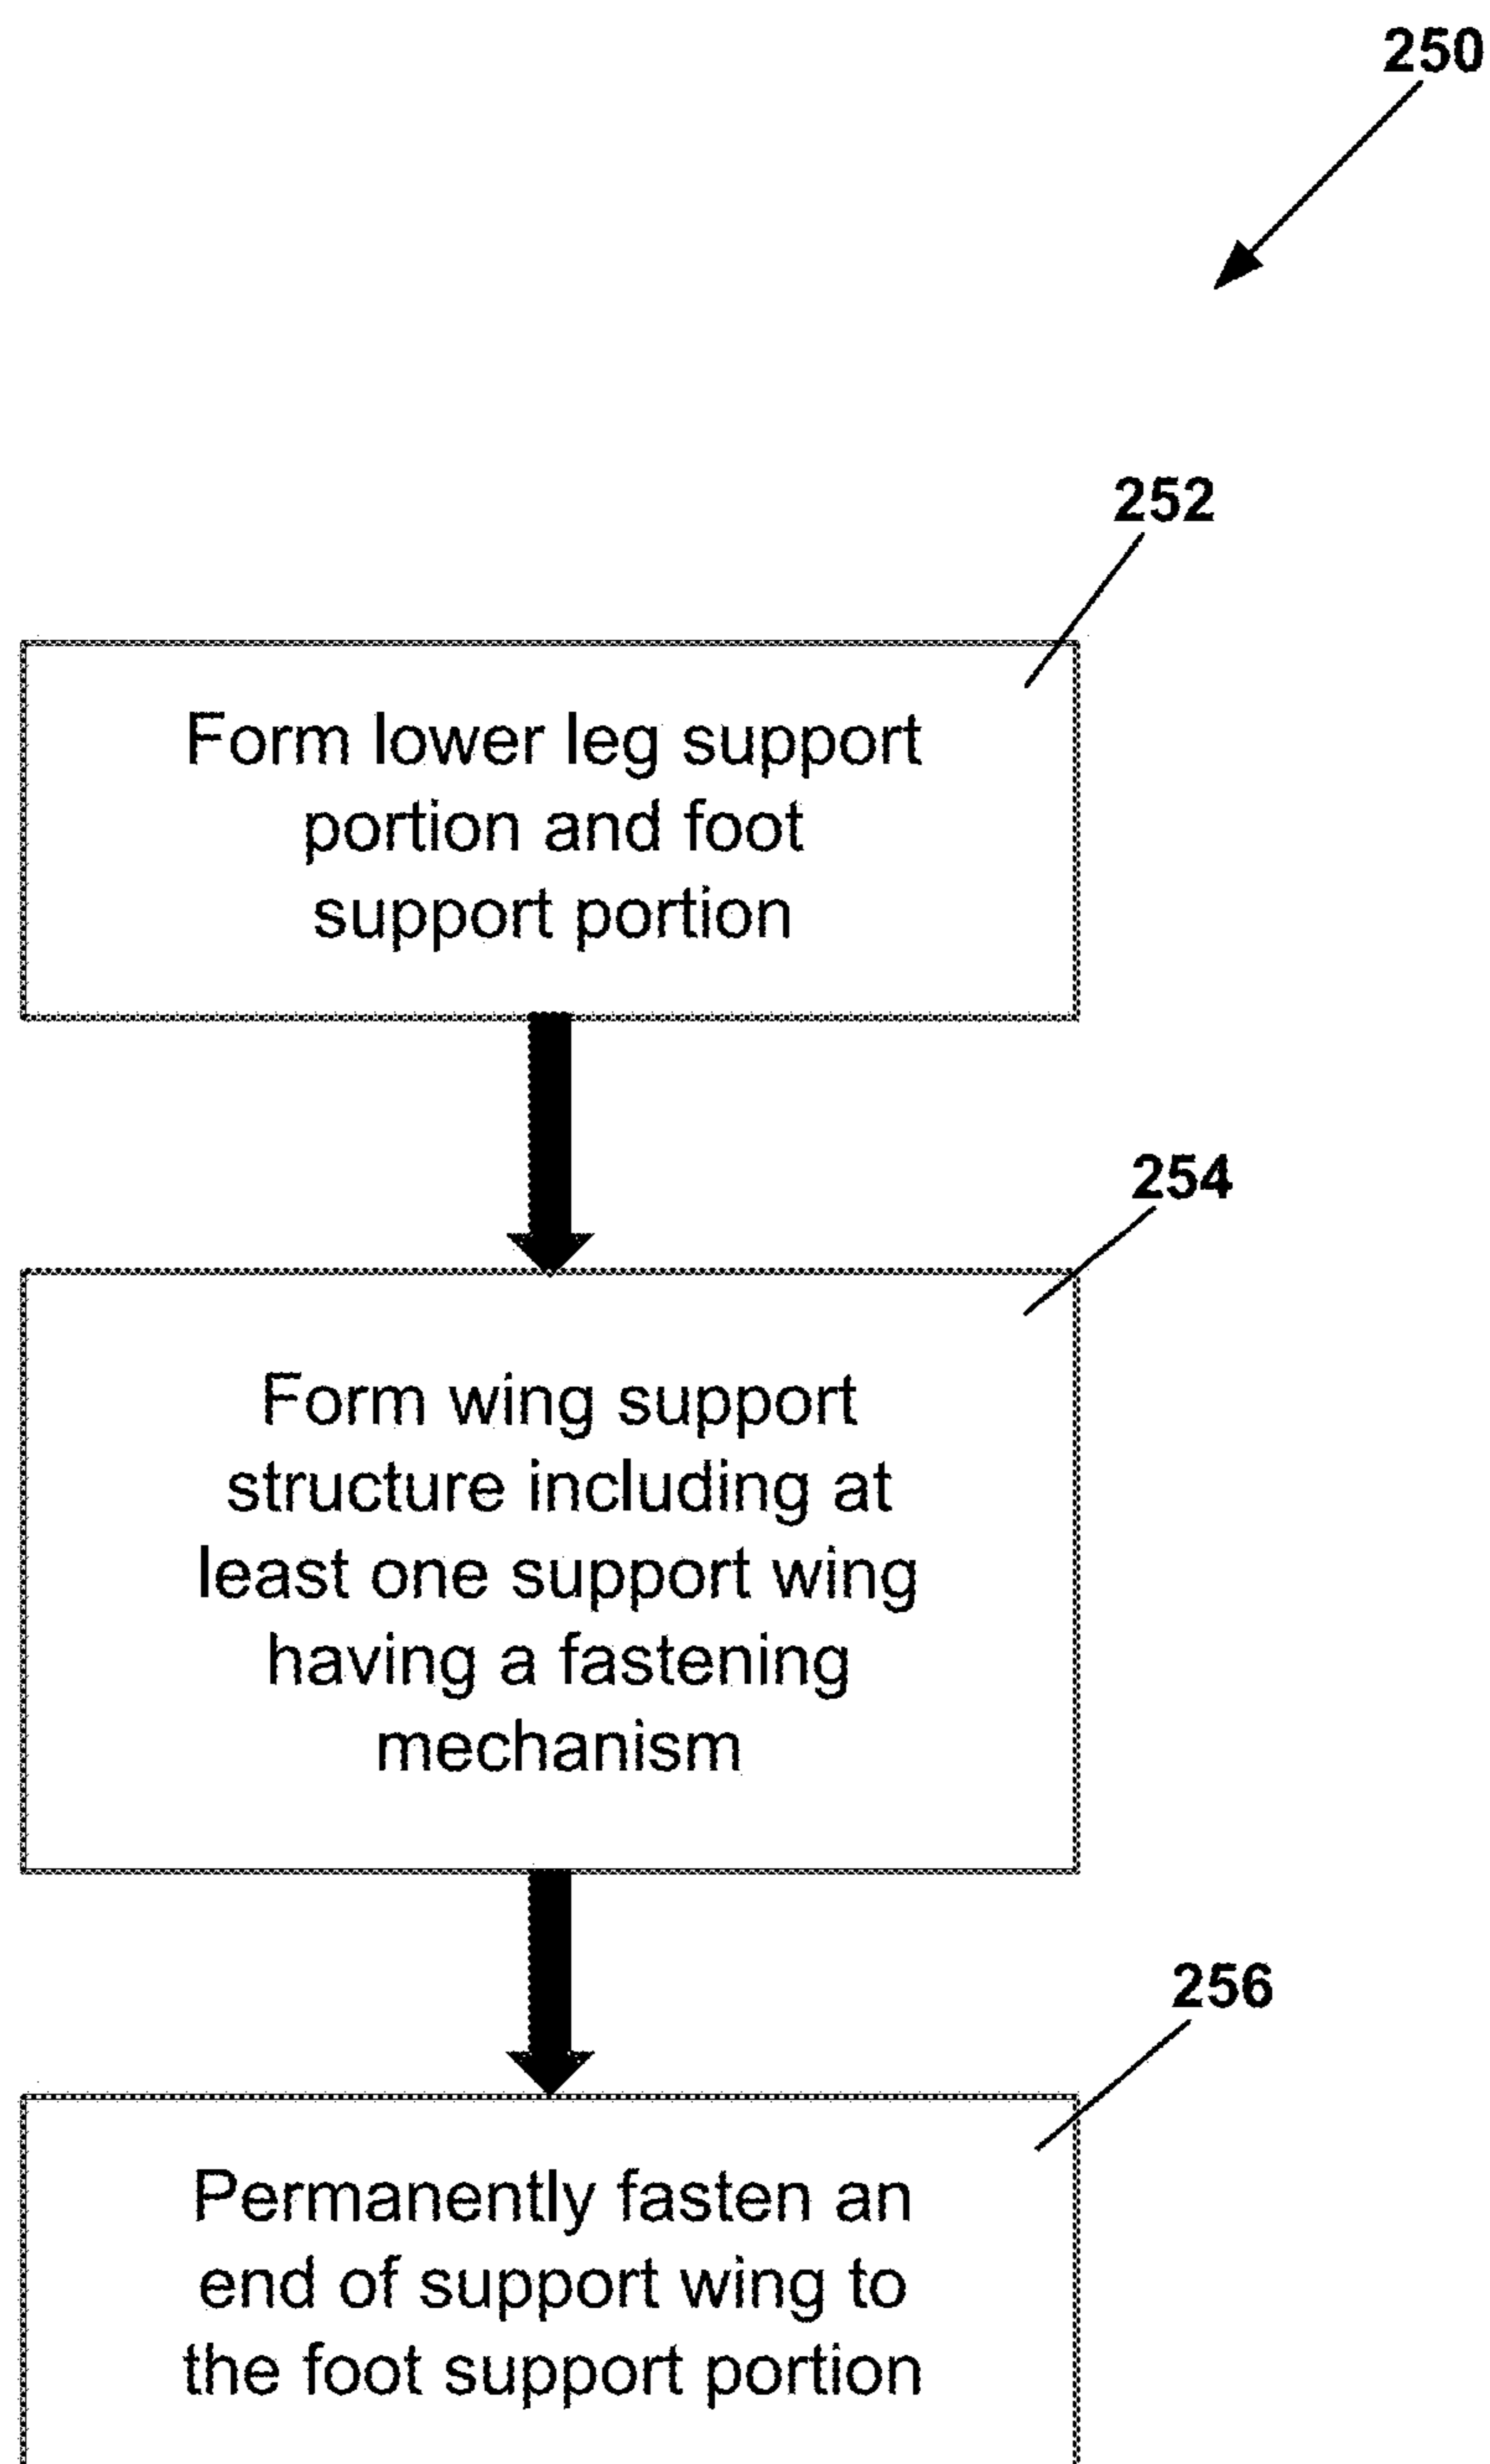 250
252
Form lower leg support
portion and foot
support portion
254
Form wing support
structure including at
least one support wing
having a fastening
mechanism
256
Permanently fasten an
end of support wing to
the foot support portion